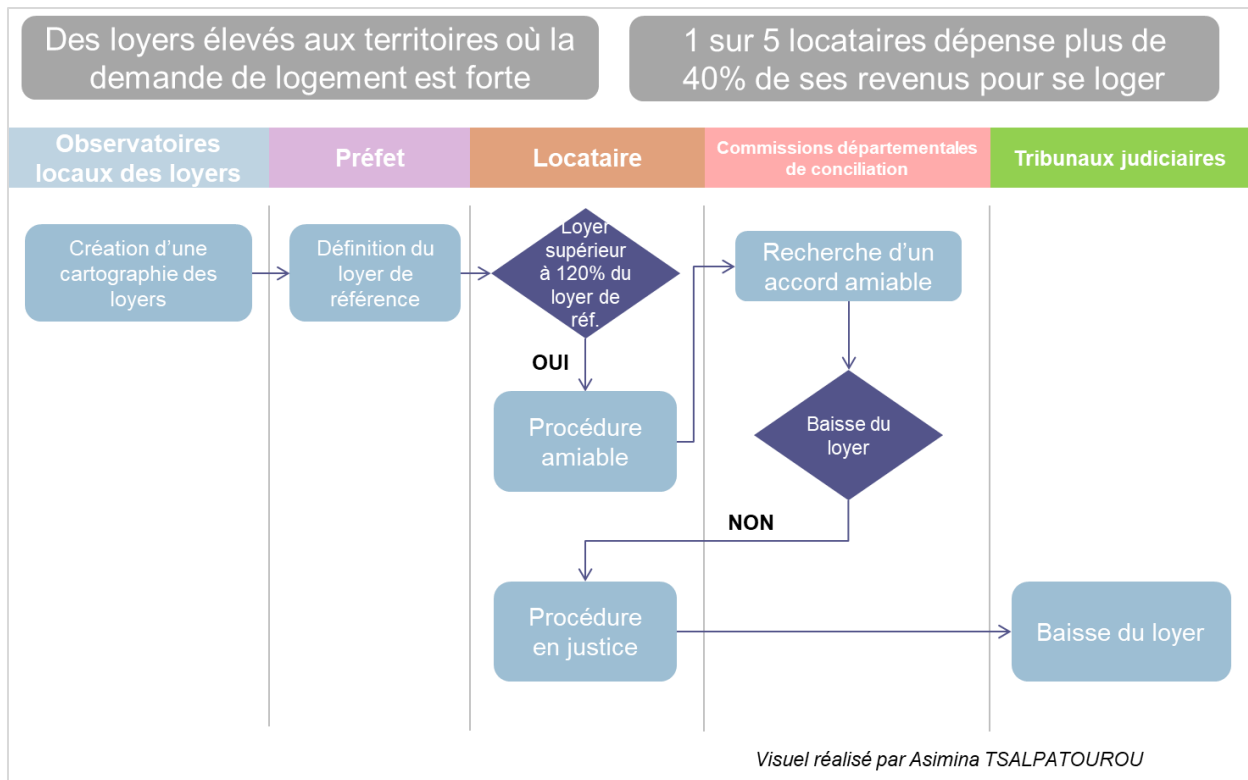 Des loyers élevés aux territoires où la
demande de logement est forte
1 sur 5 locataires dépense plus de
40% de ses revenus pour se loger
Observatoires
locaux des loyers
Préfet
Locataire
Commissions départementales
de conciliation
Tribunaux judiciaires
Création d’une
cartographie des
loyers
Définition du
loyer de
référence
Loyer
supérieur
à 120% du
loyer de
réf.
Recherche d’un
accord amiable
OUI
Procédure
amiable
Baisse du
loyer
NON
Procédure
en justice
Baisse du loyer
Visuel réalisé par Asimina TSALPATOUROU